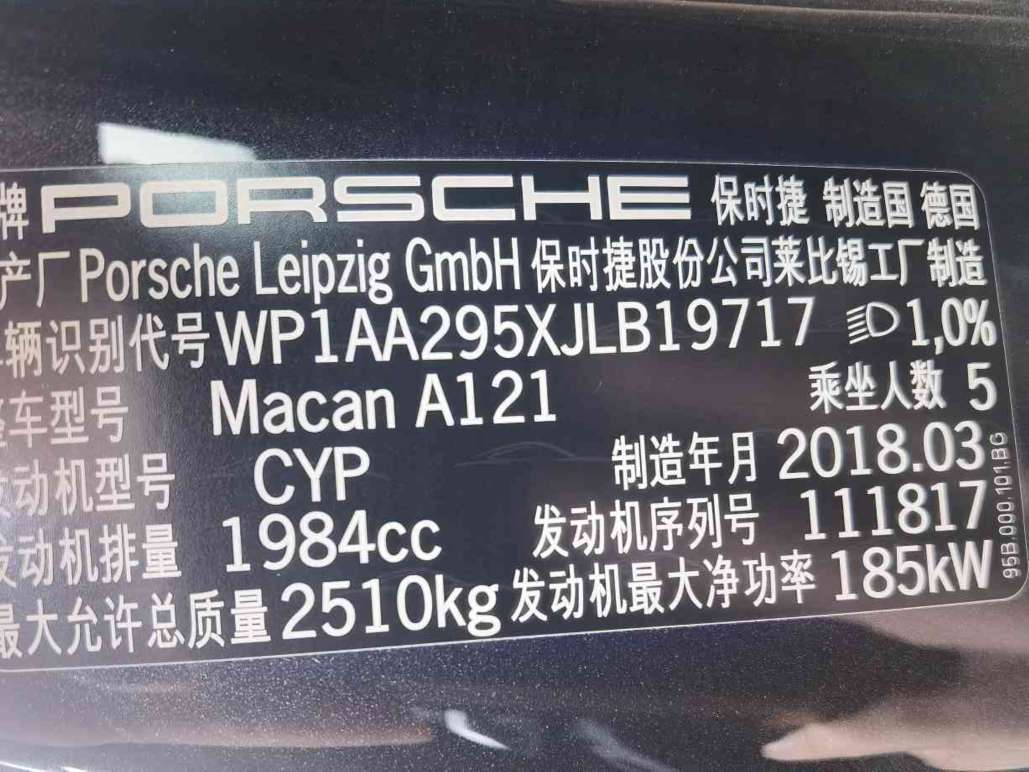 牌 PORSCHE 保时捷 制造国 德国
产厂 Porsche Leipzig GmbH 保时捷股份公司莱比锡工厂制造
车辆识别代号 WP1AA295XJLB19717 1,0%
整车型号 Macan A121 乘坐人数 5
发动机型号 CYP 制造年月 2018.03
发动机排量 1984cc 发动机序列号 111817
最大允许总质量 2510kg 发动机最大净功率 185kW
95B.000.101.BG